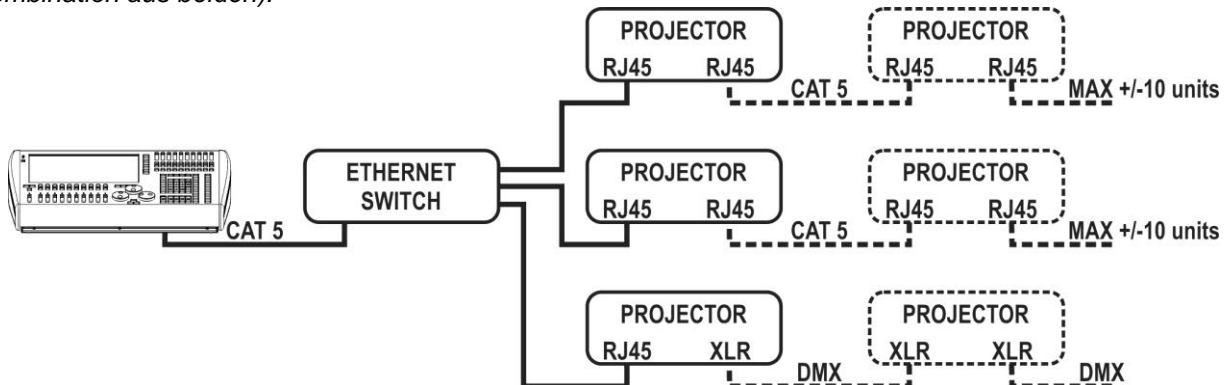 mbination aus beiden).
PROJECTOR PROJECTOR
RJ45 RJ45 CAT 5 RJ45 RJ45 MAX +/-10 units
ETHERNET
SWITCH
CAT 5
PROJECTOR PROJECTOR
RJ45 RJ45 CAT 5 RJ45 RJ45 MAX +/-10 units
PROJECTOR PROJECTOR
RJ45 XLR DMX XLR XLR DMX